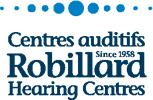 Centres auditifs
Robillard
Since 1958
Hearing Centres